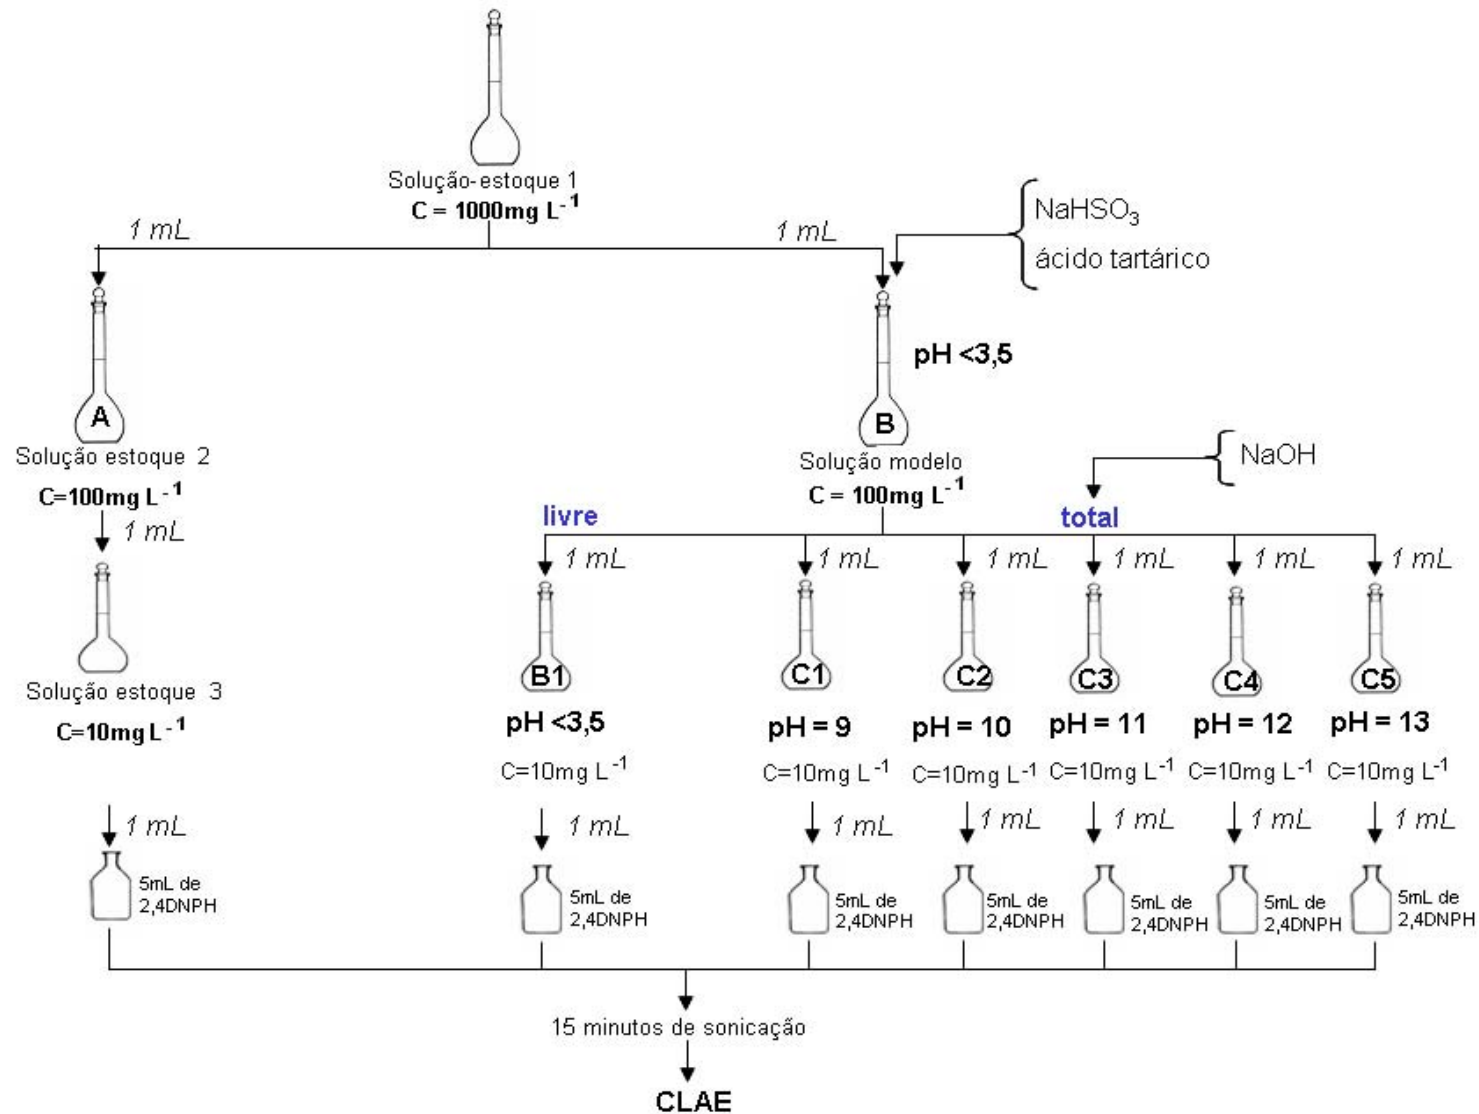 Solução-estoque 1
C = 1000mg L⁻¹
1 mL
1 mL
NaHSO₃
ácido tartárico
pH <3,5
A
B
Solução estoque 2
C=100mg L⁻¹
Solução modelo
C = 100mg L⁻¹
NaOH
1 mL
livre
total
1 mL
1 mL
1 mL
1 mL
1 mL
1 mL
B1
C1
C2
C3
C4
C5
Solução estoque 3
C=10mg L⁻¹
pH <3,5
pH = 9
pH = 10
pH = 11
pH = 12
pH = 13
C=10mg L⁻¹
C=10mg L⁻¹
C=10mg L⁻¹
C=10mg L⁻¹
C=10mg L⁻¹
C=10mg L⁻¹
1 mL
1 mL
1 mL
1 mL
1 mL
1 mL
1 mL
5mL de
2,4DNPH
5mL de
2,4DNPH
5mL de
2,4DNPH
5mL de
2,4DNPH
5mL de
2,4DNPH
5mL de
2,4DNPH
5mL de
2,4DNPH
15 minutos de sonicação
CLAE